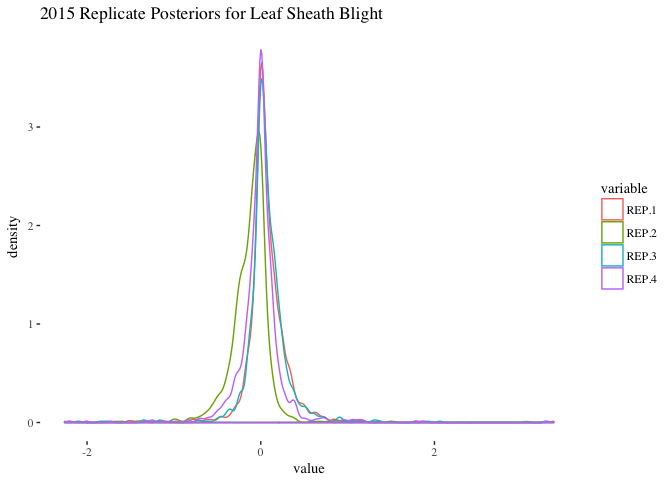 2015 Replicate Posteriors for Leaf Sheath Blight
density
3
2
1
0
-2
0
2
value
variable
REP.1
REP.2
REP.3
REP.4